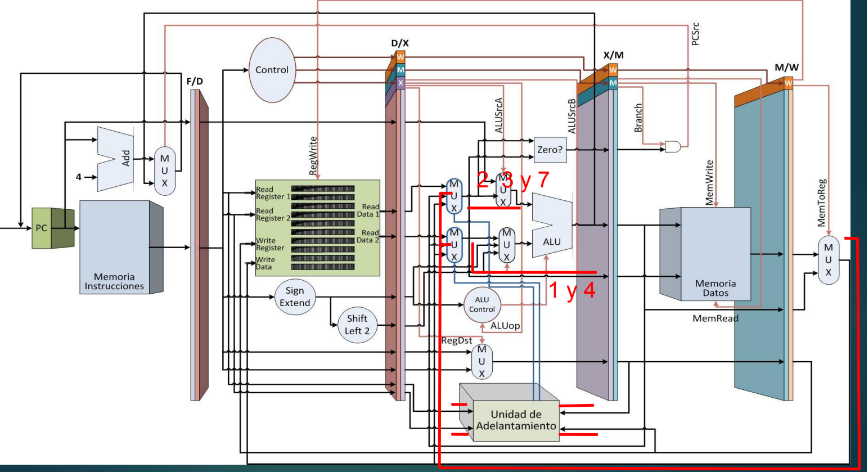 PCSrc
D/X
X/M
M/W
F/D
Control
W
M
X
W
M
W
ALUSrcA
ALUSrcB
Branch
RegWrite
MemWrite
MemToReg
Add
4
M
U
X
Zero?
PC
Memoria
Instrucciones
Read
Register 1
Read
Register 2
Write
Register
Write
Data
Read
Data 1
Read
Data 2
M
U
X
2 3 y 7
M
U
X
M
U
X
M
U
X
ALU
1 y 4
Memoria
Datos
M
U
X
Sign
Extend
Shift
Left 2
ALU
Control
ALUop
MemRead
RegDst
M
U
X
Unidad de
Adelantamiento